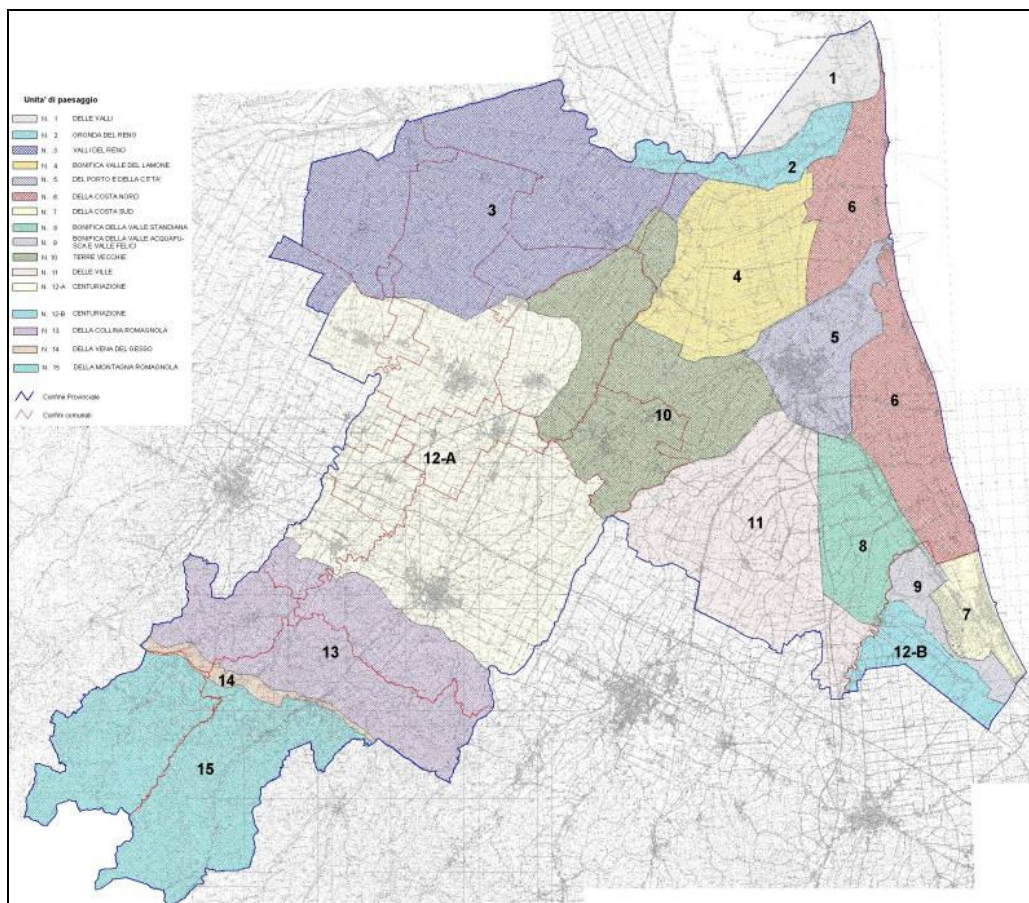 Unita' di paesaggio
N. 1 DELLE VALLI
N. 2 GRONDA DEL RENO
N. 3 VALLI DEL RENO
N. 4 BONIFICA VALLE DEL LAMONE
N. 5 DEL PORTO E DELLA CITTA'
N. 6 DELLA COSTA NORD
N. 7 DELLA COSTA SUD
N. 8 BONIFICA DELLA VALLE STANDIANA
N. 9 BONIFICA DELLA VALLE ACQUAFU-
SCA E VALLE FELICI
N. 10 TERRE VECCHIE
N. 11 DELLE VILLE
N. 12-A CENTURIAZIONE
N. 12-B CENTURIAZIONE
N. 13 DELLA COLLINA ROMAGNOLA
N. 14 DELLA VENA DEL GESSO
N. 15 DELLA MONTAGNA ROMAGNOLA
Confine Provinciale
Confini comunali
1
2
3
6
4
5
6
10
12-A
11
8
9
7
12-B
13
14
15